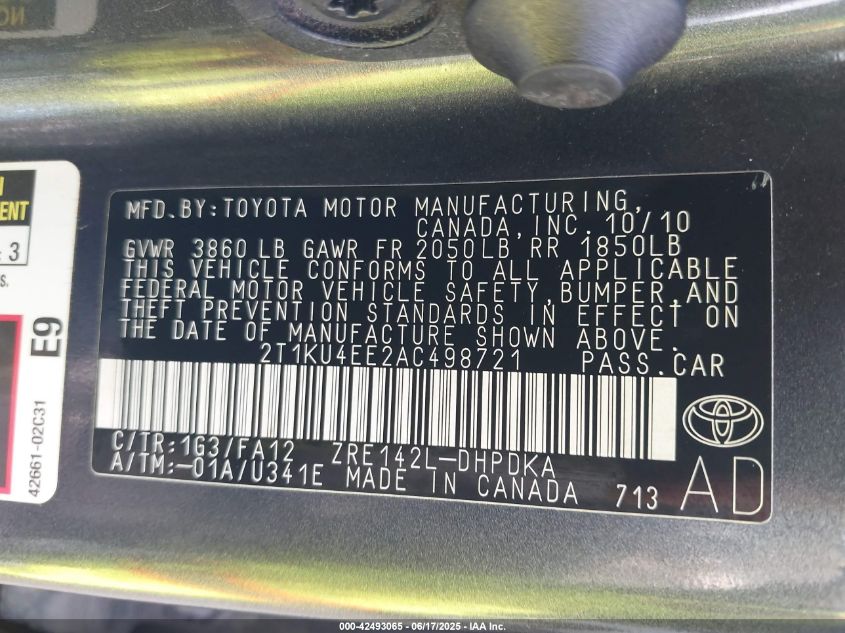 MFD.BY:TOYOTA MOTOR MANUFACTURING,
CANADA,INC. 10/10
GVWR 3860 LB GAWR FR 2050LB RR 1850LB
THIS VEHICLE CONFORMS TO ALL APPLICABLE
FEDERAL MOTOR VEHICLE SAFETY,BUMPER,AND
THEFT PREVENTION STANDARDS IN EFFECT ON
THE DATE OF MANUFACTURE SHOWN ABOVE.
2T1KU4EE2AC498721 PASS.CAR
C/TR:1G3/FA12 ZRE142L-DHPDKA
A/TM:-01A/U341E MADE IN CANADA 713 AD
3
E9
42661-02C31
000-42493065 - 06/17/2025 - IAA Inc.